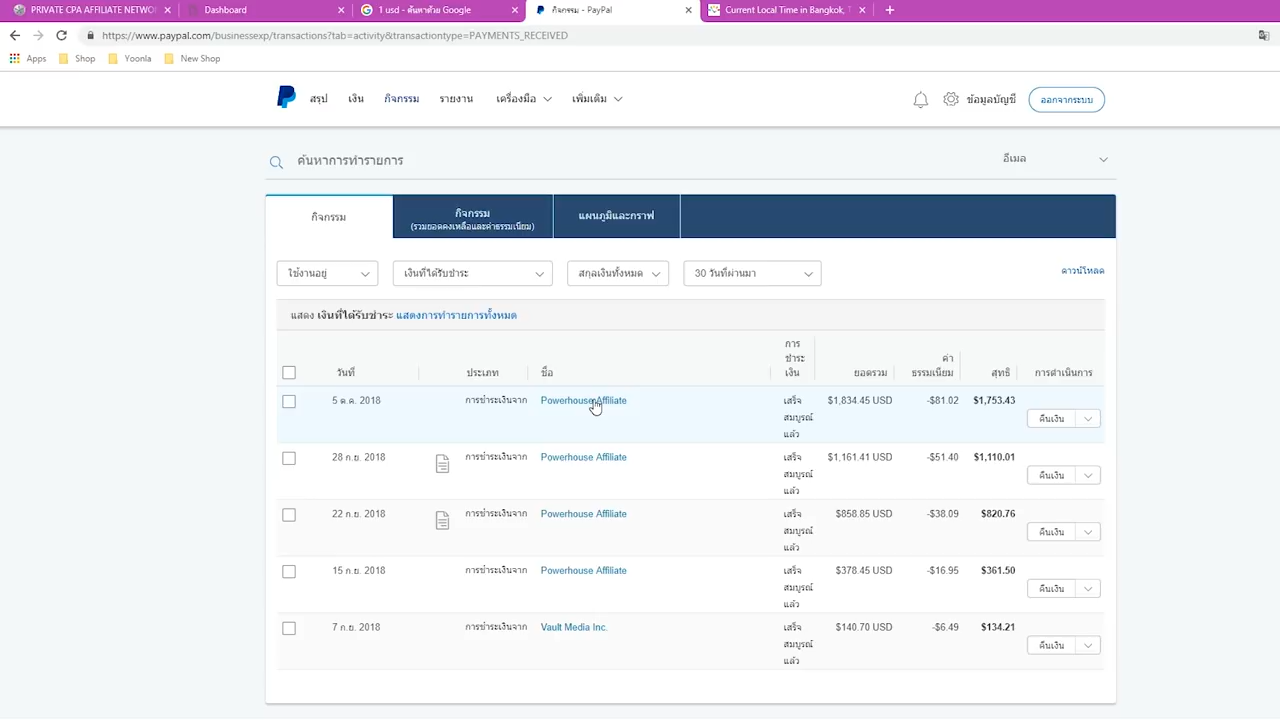 PRIVATE CPA AFFILIATE NETWOR
Dashboard
1 usd - ค้นหาด้วย Google
กิจกรรม - PayPal
Current Local Time in Bangkok, T
https://www.paypal.com/businessexp/transactions?tab=activity&transactiontype=PAYMENTS_RECEIVED
Apps
Shop
Yoonla
New Shop
สรุป
เงิน
กิจกรรม
รายงาน
เครื่องมือ
เพิ่มเติม
ข้อมูลบัญชี
ออกจากระบบ
ค้นหาการทำรายการ
อีเมล
กิจกรรม
กิจกรรม
(รวมยอดคงเหลือและค่าธรรมเนียม)
แผนภูมิและกราฟ
ใช้งานอยู่
เงินที่ได้รับชำระ
สกุลเงินทั้งหมด
30 วันที่ผ่านมา
ดาวน์โหลด
แสดง เงินที่ได้รับชำระ แสดงการทำรายการทั้งหมด
วันที่
ประเภท
ชื่อ
การ
ชำระ
เงิน
ยอดรวม
ค่า
ธรรมเนียม
สุทธิ
การดำเนินการ
5 ต.ค. 2018 การชำระเงินจาก Powerhouse Affiliate เสร็จ $1,834.45 USD -$81.02 $1,753.43
สมบูรณ์ คืนเงิน
แล้ว
28 ก.ย. 2018 การชำระเงินจาก Powerhouse Affiliate เสร็จ $1,161.41 USD -$51.40 $1,110.01
สมบูรณ์ คืนเงิน
แล้ว
22 ก.ย. 2018 การชำระเงินจาก Powerhouse Affiliate เสร็จ $858.85 USD -$38.09 $820.76
สมบูรณ์ คืนเงิน
แล้ว
15 ก.ย. 2018 การชำระเงินจาก Powerhouse Affiliate เสร็จ $378.45 USD -$16.95 $361.50
สมบูรณ์ คืนเงิน
แล้ว
7 ก.ย. 2018 การชำระเงินจาก Vault Media Inc. เสร็จ $140.70 USD -$6.49 $134.21
สมบูรณ์ คืนเงิน
แล้ว